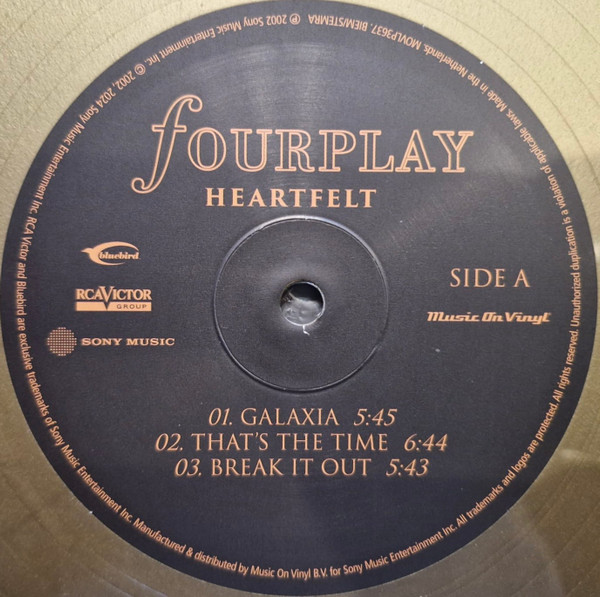 fOURPLAY
HEARTFELT
bluebird
RCAVICTOR
GROUP
SONY MUSIC
SIDE A
Music On Vinyl
01. GALAXIA 5:45
02. THAT'S THE TIME 6:44
03. BREAK IT OUT 5:43
℗ 2002 Sony Music Entertainment Inc. © 2002, 2024 Sony Music Entertainment Inc. RCA Victor and Bluebird are exclusive trademarks of Sony Music Entertainment Inc. Manufactured & distributed by Music On Vinyl B.V. for Sony Music Entertainment Inc. All trademarks and logos are protected. All rights reserved. Unauthorized duplication is a violation of applicable laws. Made in the Netherlands. MOVLP3637. BIEM/STEMRA